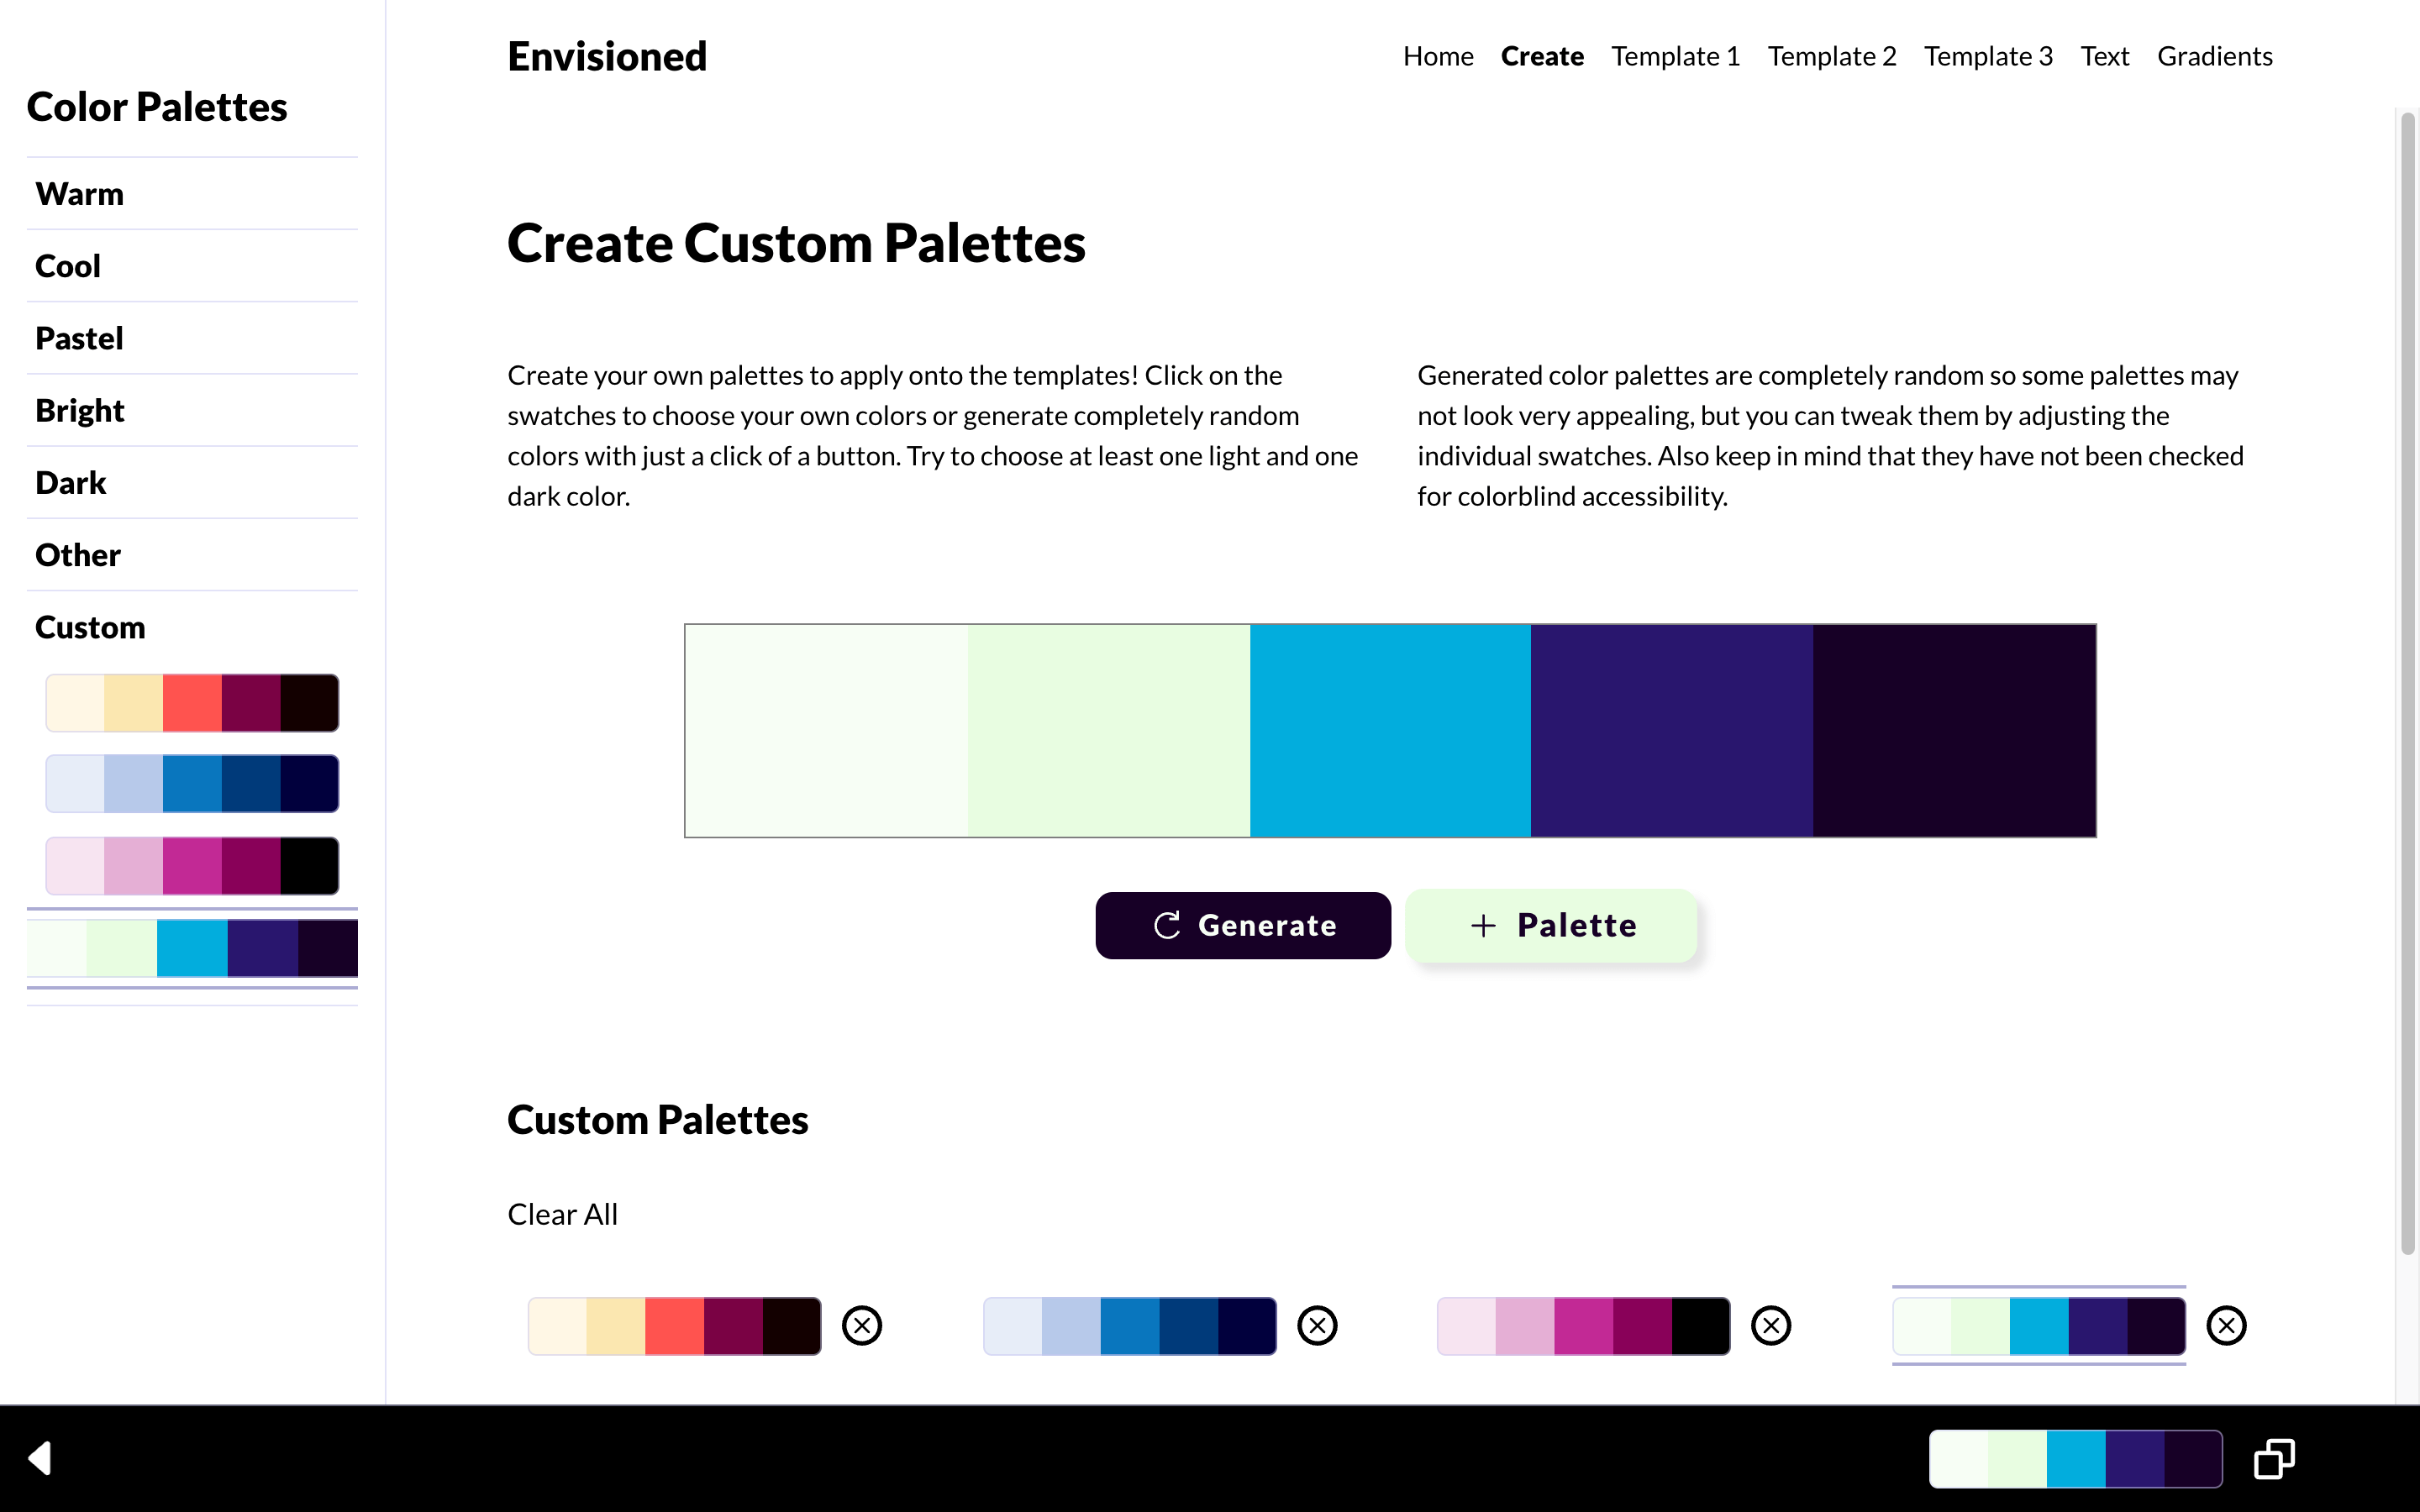 Color Palettes
Warm
Cool
Pastel
Bright
Dark
Other
Custom
Envisioned
Home Create Template 1 Template 2 Template 3 Text Gradients
Create Custom Palettes
Create your own palettes to apply onto the templates! Click on the
swatches to choose your own colors or generate completely random
colors with just a click of a button. Try to choose at least one light and one
dark color.
Generated color palettes are completely random so some palettes may
not look very appealing, but you can tweak them by adjusting the
individual swatches. Also keep in mind that they have not been checked
for colorblind accessibility.
Generate
+ Palette
Custom Palettes
Clear All